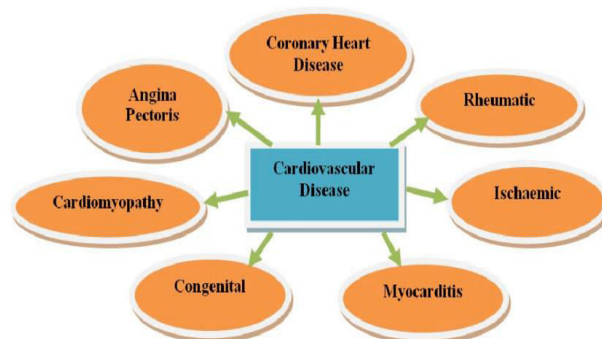 Coronary Heart
Disease
Angina
Pectoris
Rheumatic
Cardiovascular
Disease
Cardiomyopathy
Ischaemic
Congenital
Myocarditis